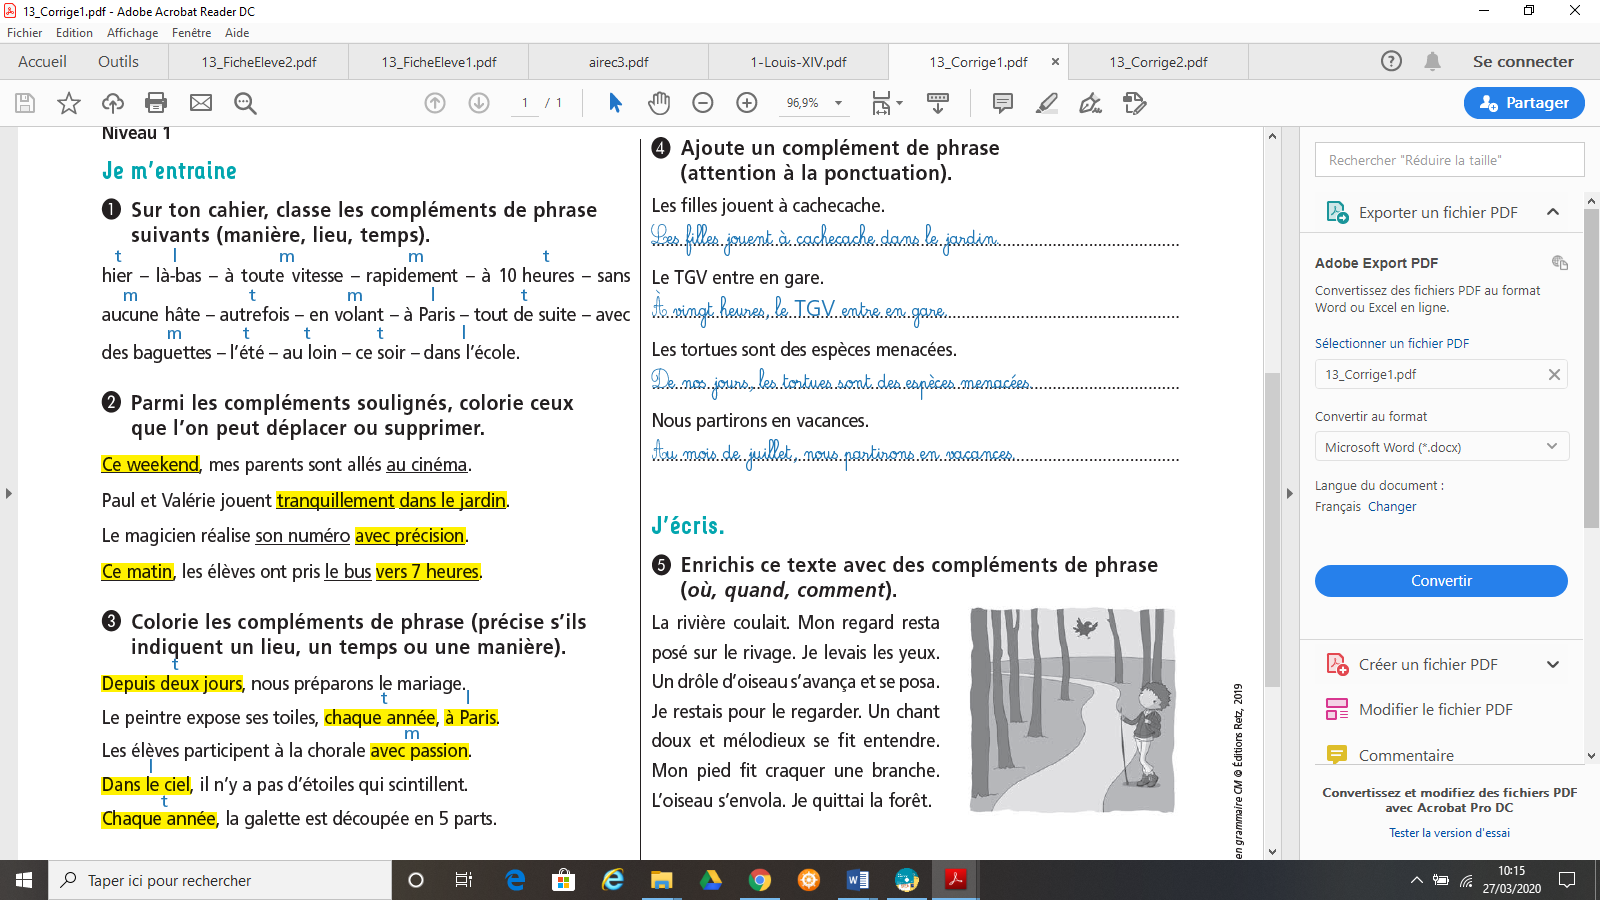 13_Corrige1.pdf - Adobe Acrobat Reader DC
Fichier Edition Affichage Fenêtre Aide
Accueil Outils 13_FicheEleve2.pdf 13_FicheEleve1.pdf airec3.pdf 1-Louis-XIV.pdf 13_Corrige1.pdf × 13_Corrige2.pdf ? Se connecter
1 / 1 96,9% Partager
Niveau 1
Je m'entraine
1 Sur ton cahier, classe les compléments de phrase
suivants (manière, lieu, temps).
t l m m t
hier – là-bas – à toute vitesse – rapidement – à 10 heures – sans
m t m l t
aucune hâte – autrefois – en volant – à Paris – tout de suite – avec
m t t t l
des baguettes – l'été – au loin – ce soir – dans l'école.
2 Parmi les compléments soulignés, colorie ceux
que l'on peut déplacer ou supprimer.
Ce weekend, mes parents sont allés au cinéma.
Paul et Valérie jouent tranquillement dans le jardin.
Le magicien réalise son numéro avec précision.
Ce matin, les élèves ont pris le bus vers 7 heures.
3 Colorie les compléments de phrase (précise s'ils
indiquent un lieu, un temps ou une manière).
t
Depuis deux jours, nous préparons le mariage.
t l
Le peintre expose ses toiles, chaque année, à Paris.
m
Les élèves participent à la chorale avec passion.
l
Dans le ciel, il n'y a pas d'étoiles qui scintillent.
t
Chaque année, la galette est découpée en 5 parts.
4 Ajoute un complément de phrase
(attention à la ponctuation).
Les filles jouent à cachecache.
Les filles jouent à cachecache dans le jardin.
Le TGV entre en gare.
À vingt heures, le TGV entre en gare.
Les tortues sont des espèces menacées.
De nos jours, les tortues sont des espèces menacées.
Nous partirons en vacances.
Au mois de juillet, nous partirons en vacances.
J'écris.
5 Enrichis ce texte avec des compléments de phrase
(où, quand, comment).
La rivière coulait. Mon regard resta
posé sur le rivage. Je levais les yeux.
Un drôle d'oiseau s'avança et se posa.
Je restais pour le regarder. Un chant
doux et mélodieux se fit entendre.
Mon pied fit craquer une branche.
L'oiseau s'envola. Je quittai la forêt.
en grammaire CM © Éditions Retz, 2019
Rechercher "Réduire la taille"
Exporter un fichier PDF
Adobe Export PDF
Convertissez des fichiers PDF au format
Word ou Excel en ligne.
Sélectionner un fichier PDF
13_Corrige1.pdf
Convertir au format
Microsoft Word (*.docx)
Langue du document :
Français Changer
Convertir
Créer un fichier PDF
Modifier le fichier PDF
Commentaire
Convertissez et modifiez des fichiers PDF
avec Acrobat Pro DC
Tester la version d'essai
Taper ici pour rechercher
10:15
27/03/2020